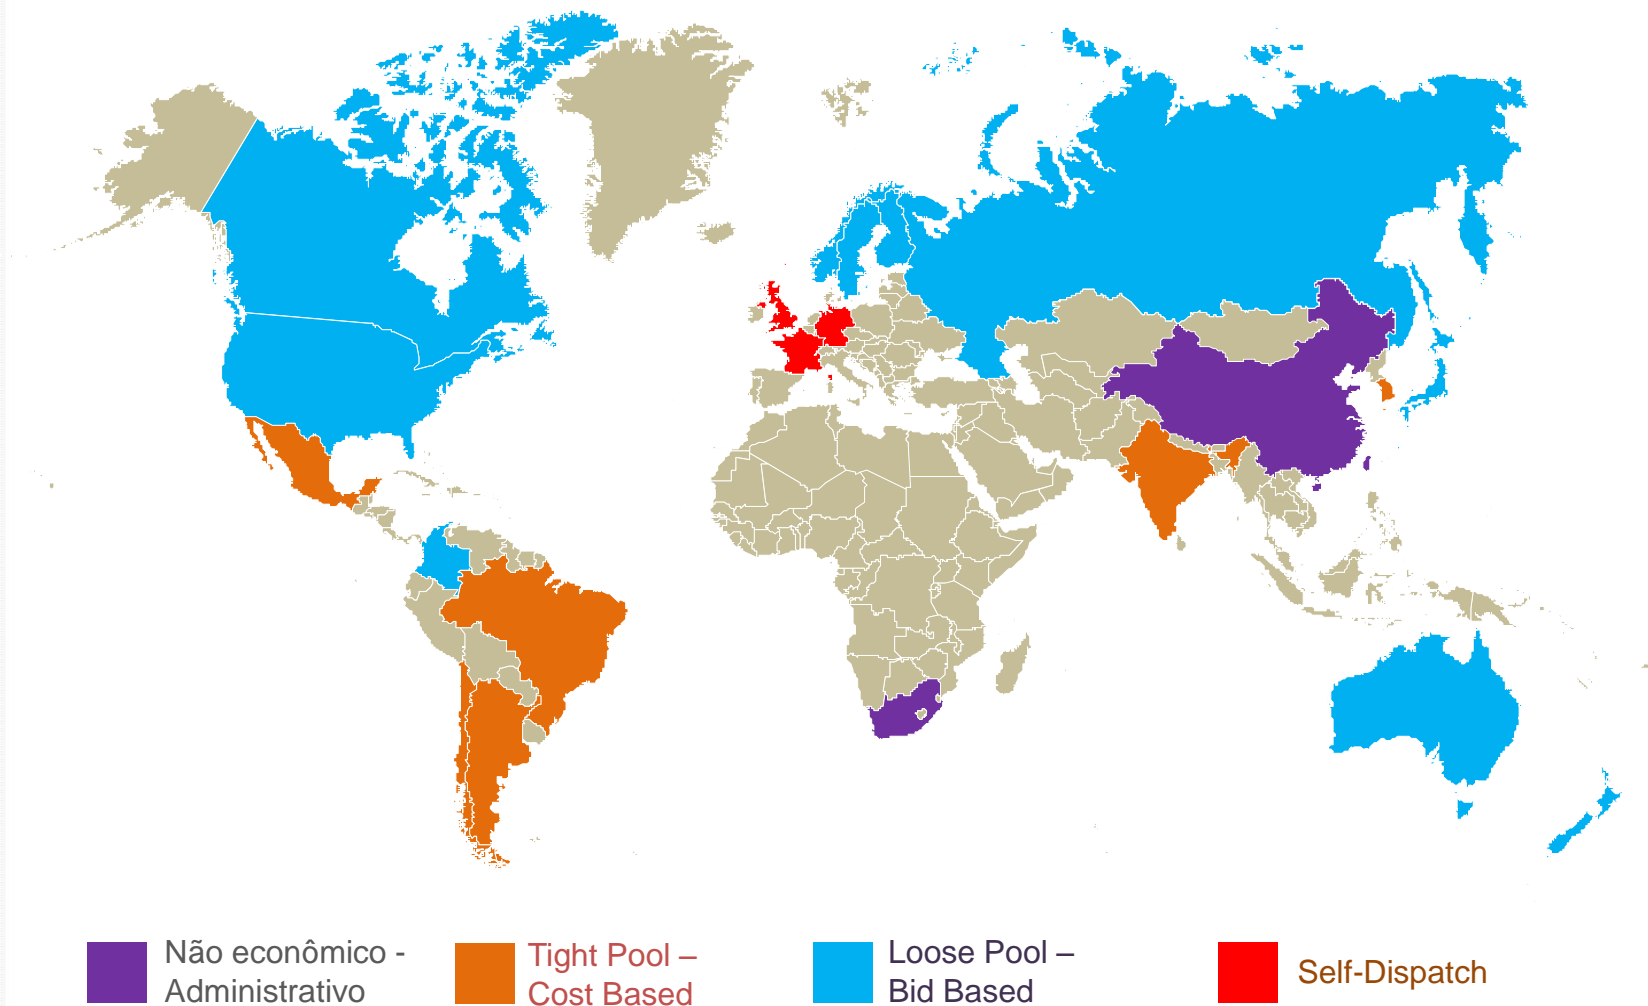 Não econômico -
Administrativo
Tight Pool –
Cost Based
Loose Pool –
Bid Based
Self-Dispatch